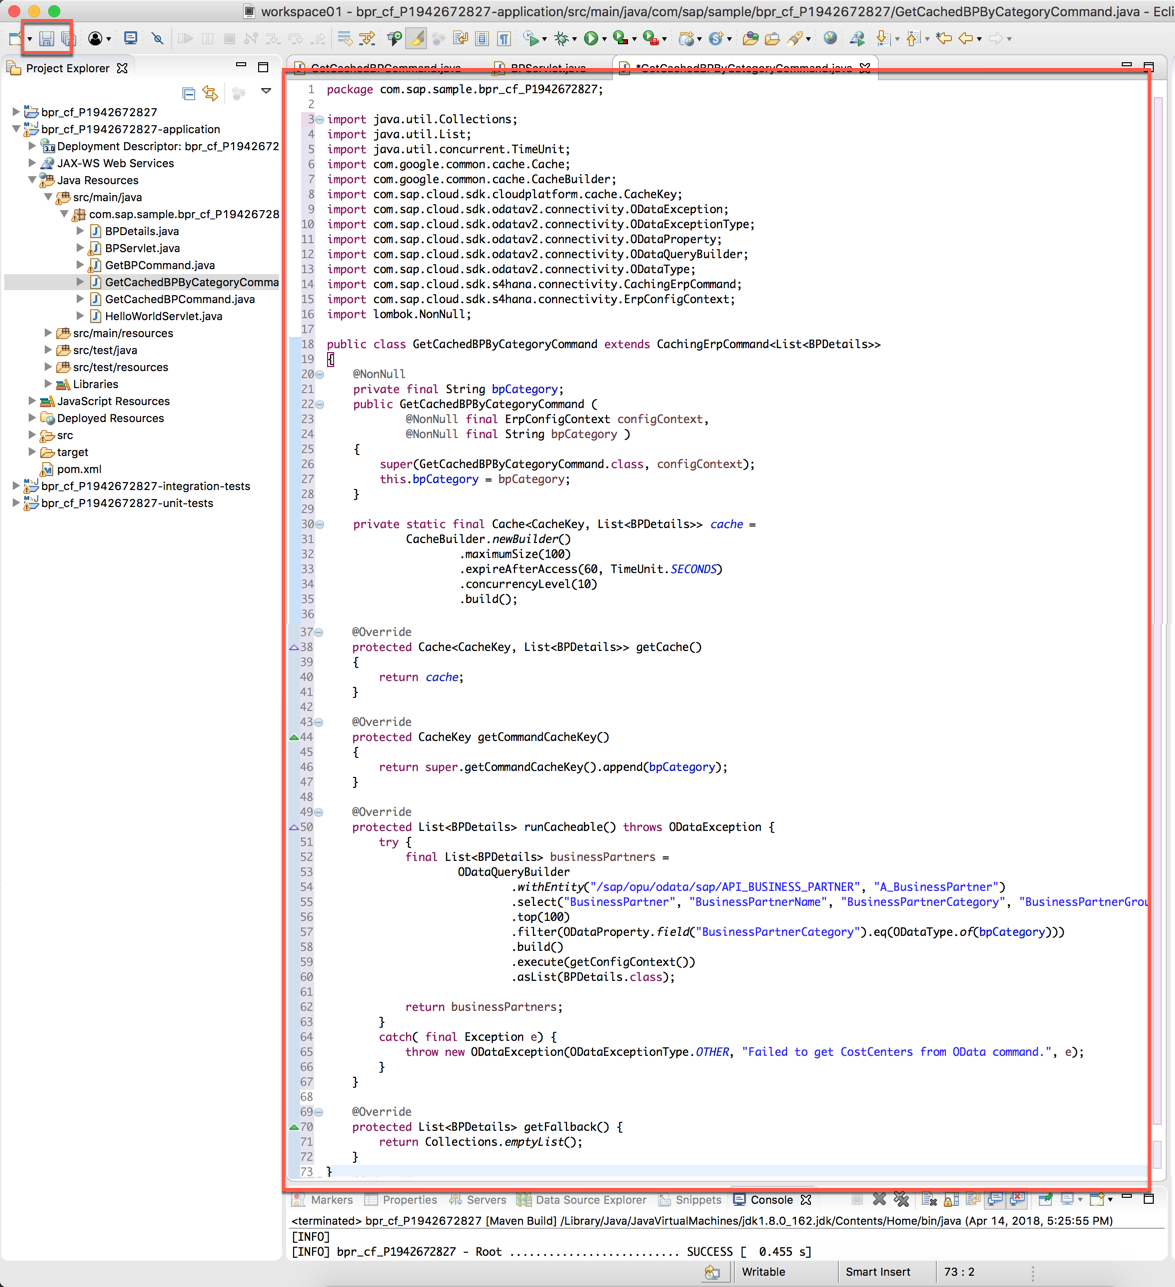 workspace01 - bpr_cf_P1942672827-application/src/main/java/com/sap/sample/bpr_cf_P1942672827/GetCachedBPByCategoryCommand.java - Ecli
Project Explorer
bpr_cf_P1942672827
bpr_cf_P1942672827-application
Deployment Descriptor: bpr_cf_P1942672
JAX-WS Web Services
Java Resources
src/main/java
com.sap.sample.bpr_cf_P19426728
BPDetails.java
BPServlet.java
GetBPCommand.java
GetCachedBPByCategoryComma
GetCachedBPCommand.java
HelloWorldServlet.java
src/main/resources
src/test/java
src/test/resources
Libraries
JavaScript Resources
Deployed Resources
src
target
pom.xml
bpr_cf_P1942672827-integration-tests
bpr_cf_P1942672827-unit-tests
GetCachedBPCommand.java BPServlet.java *GetCachedBPByCategoryCommand.java
1 package com.sap.sample.bpr_cf_P1942672827;
2
3 import java.util.Collections;
4 import java.util.List;
5 import java.util.concurrent.TimeUnit;
6 import com.google.common.cache.Cache;
7 import com.google.common.cache.CacheBuilder;
8 import com.sap.cloud.sdk.cloudplatform.cache.CacheKey;
9 import com.sap.cloud.sdk.odatav2.connectivity.ODataException;
10 import com.sap.cloud.sdk.odatav2.connectivity.ODataExceptionType;
11 import com.sap.cloud.sdk.odatav2.connectivity.ODataProperty;
12 import com.sap.cloud.sdk.odatav2.connectivity.ODataQueryBuilder;
13 import com.sap.cloud.sdk.odatav2.connectivity.ODataType;
14 import com.sap.cloud.sdk.s4hana.connectivity.CachingErpCommand;
15 import com.sap.cloud.sdk.s4hana.connectivity.ErpConfigContext;
16 import lombok.NonNull;
17
18 public class GetCachedBPByCategoryCommand extends CachingErpCommand<List<BPDetails>>
19 {
20 @NonNull
21 private final String bpCategory;
22 public GetCachedBPByCategoryCommand (
23 @NonNull final ErpConfigContext configContext,
24 @NonNull final String bpCategory )
25 {
26 super(GetCachedBPByCategoryCommand.class, configContext);
27 this.bpCategory = bpCategory;
28 }
29
30 private static final Cache<CacheKey, List<BPDetails>> cache =
31 CacheBuilder.newBuilder()
32 .maximumSize(100)
33 .expireAfterAccess(60, TimeUnit.SECONDS)
34 .concurrencyLevel(10)
35 .build();
36
37 @Override
38 protected Cache<CacheKey, List<BPDetails>> getCache()
39 {
40 return cache;
41 }
42
43 @Override
44 protected CacheKey getCommandCacheKey()
45 {
46 return super.getCommandCacheKey().append(bpCategory);
47 }
48
49 @Override
50 protected List<BPDetails> runCacheable() throws ODataException {
51 try {
52 final List<BPDetails> businessPartners =
53 ODataQueryBuilder
54 .withEntity("/sap/opu/odata/sap/API_BUSINESS_PARTNER", "A_BusinessPartner")
55 .select("BusinessPartner", "BusinessPartnerName", "BusinessPartnerCategory", "BusinessPartnerGrou
56 .top(100)
57 .filter(ODataProperty.field("BusinessPartnerCategory").eq(ODataType.of(bpCategory)))
58 .build()
59 .execute(getConfigContext())
60 .asList(BPDetails.class);
61
62 return businessPartners;
63 }
64 catch( final Exception e) {
65 throw new ODataException(ODataExceptionType.OTHER, "Failed to get CostCenters from OData command.", e);
66 }
67 }
68
69 @Override
70 protected List<BPDetails> getFallback() {
71 return Collections.emptyList();
72 }
73 }
Markers Properties Servers Data Source Explorer Snippets Console
<terminated> bpr_cf_P1942672827 [Maven Build] /Library/Java/JavaVirtualMachines/jdk1.8.0_162.jdk/Contents/Home/bin/java (Apr 14, 2018, 5:25:55 PM)
[INFO]
[INFO] bpr_cf_P1942672827 - Root .......................... SUCCESS [  0.455 s]
Writable Smart Insert 73 : 2